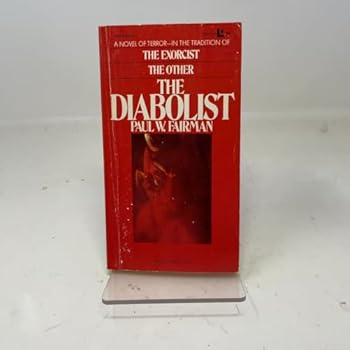 A NOVEL OF TERROR—IN THE TRADITION OF
THE EXORCIST
THE OTHER
THE
DIABOLIST
PAUL W. FAIRMAN